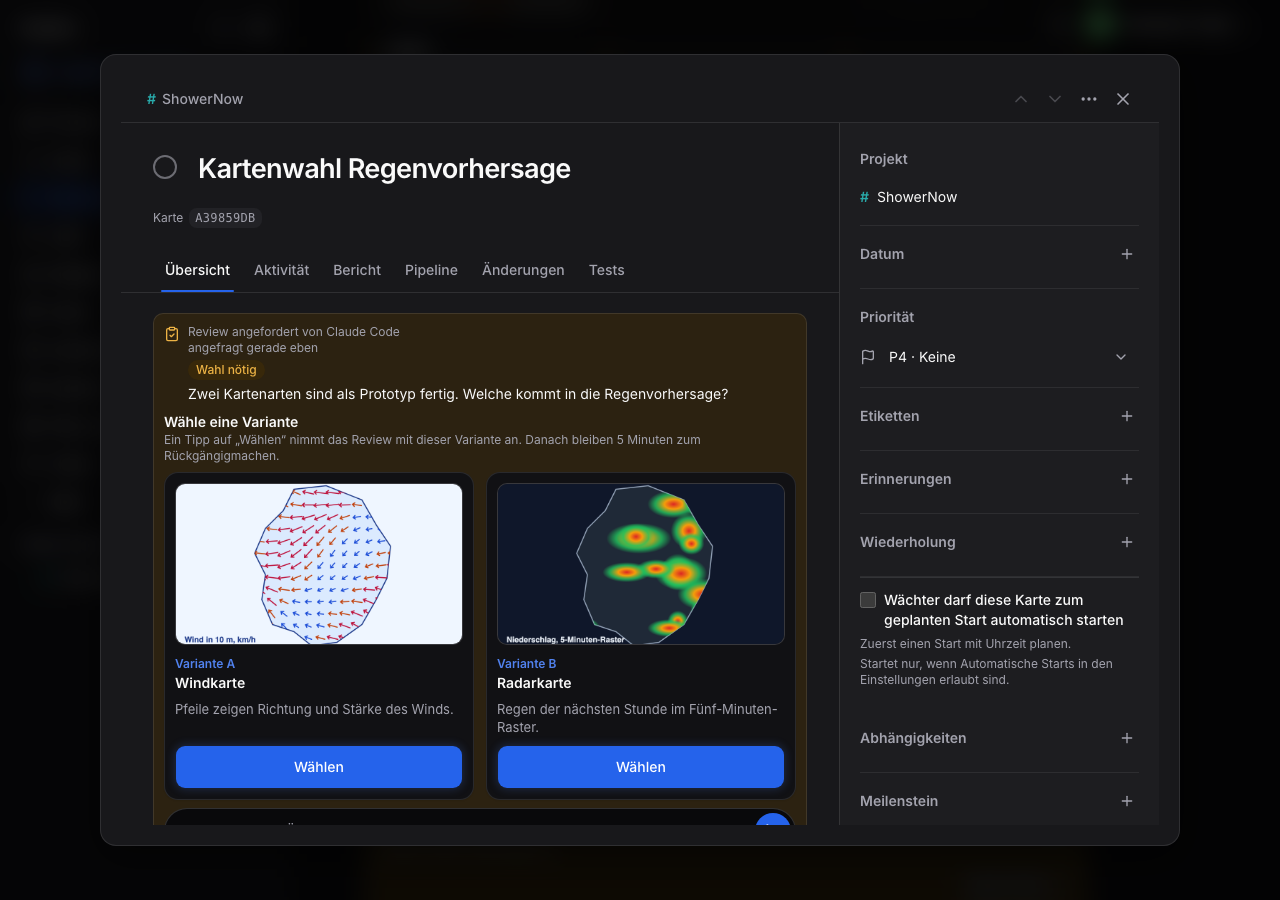 # ShowerNow
Kartenwahl Regenvorhersage
Karte A39859DB
Übersicht Aktivität Bericht Pipeline Änderungen Tests
Review angefordert von Claude Code
angefragt gerade eben
Wahl nötig
Zwei Kartenarten sind als Prototyp fertig. Welche kommt in die Regenvorhersage?
Wähle eine Variante
Ein Tipp auf „Wählen“ nimmt das Review mit dieser Variante an. Danach bleiben 5 Minuten zum
Rückgängigmachen.
Wind in 10 m, km/h
Variante A
Windkarte
Pfeile zeigen Richtung und Stärke des Winds.
Wählen
Niederschlag, 5-Minuten-Raster
Variante B
Radarkarte
Regen der nächsten Stunde im Fünf-Minuten-
Raster.
Wählen
Projekt
# ShowerNow
Datum
Priorität
P4 · Keine
Etiketten
Erinnerungen
Wiederholung
Wächter darf diese Karte zum
geplanten Start automatisch starten
Zuerst einen Start mit Uhrzeit planen.
Startet nur, wenn Automatische Starts in den
Einstellungen erlaubt sind.
Abhängigkeiten
Meilenstein